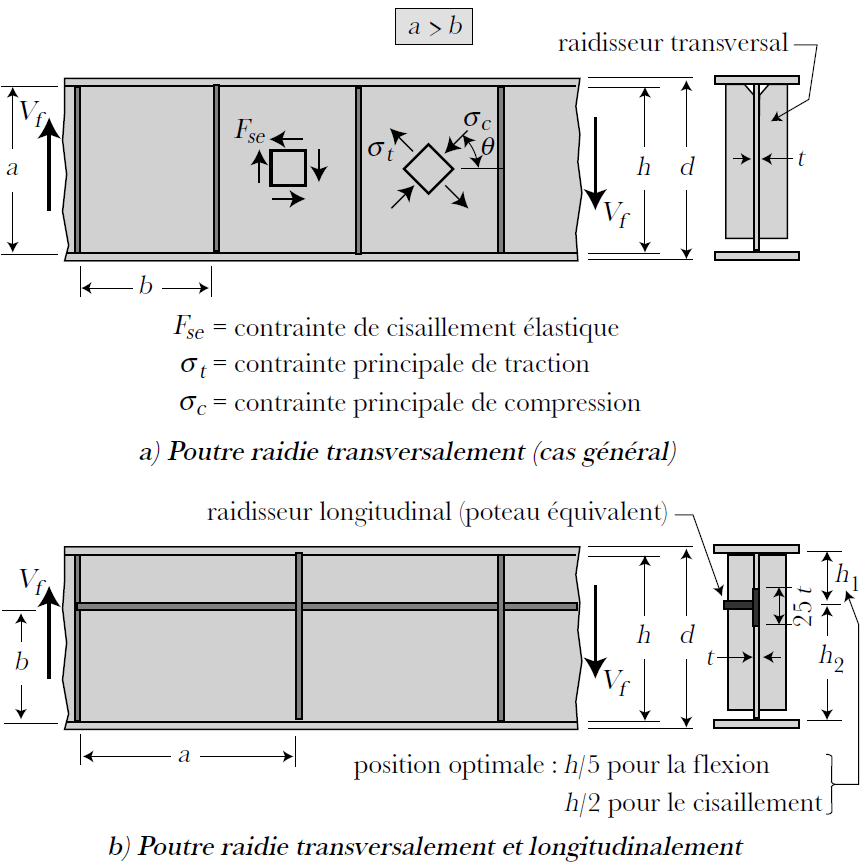 a > b
raidisseur transversal
V_f
a
F_se
σ_t
σ_c
θ
V_f
h
d
t
b
F_se = contrainte de cisaillement élastique
σ_t = contrainte principale de traction
σ_c = contrainte principale de compression
a) Poutre raidie transversalement (cas général)
raidisseur longitudinal (poteau équivalent)
V_f
b
V_f
h
d
t
25 t
h_1
h_2
a
position optimale : h/5 pour la flexion
h/2 pour le cisaillement
b) Poutre raidie transversalement et longitudinalement